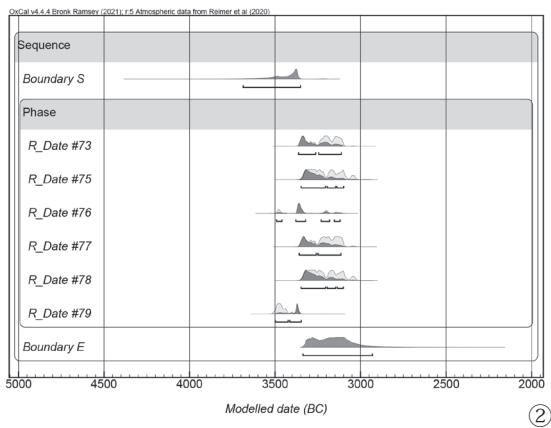 OxCal v4.4.4 Bronk Ramsey (2021); r:5 Atmospheric data from Reimer et al (2020)
Sequence
Boundary S
Phase
R_Date #73
R_Date #75
R_Date #76
R_Date #77
R_Date #78
R_Date #79
Boundary E
5000 4500 4000 3500 3000 2500 2000
Modelled date (BC)
②